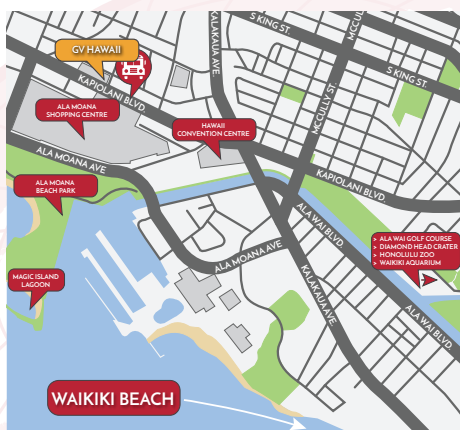 S KING ST.
KALAKAUA AVE.
MCCULLY ST.
GV HAWAII
S KING ST.
KAPIOLANI BLVD.
ALA MOANA
SHOPPING CENTRE
MCCULLY ST.
HAWAII
CONVENTION CENTRE
ALA MOANA AVE
KAPIOLANI BLVD.
ALA MOANA
BEACH PARK
ALA WAI BLVD.
ALA MOANA AVE
> ALA WAI GOLF COURSE
> DIAMOND HEAD CRATER
> HONOLULU ZOO
> WAIKIKI AQUARIUM
MAGIC ISLAND
LAGOON
KALAKAUA AVE.
ALA WAI BLVD.
WAIKIKI BEACH